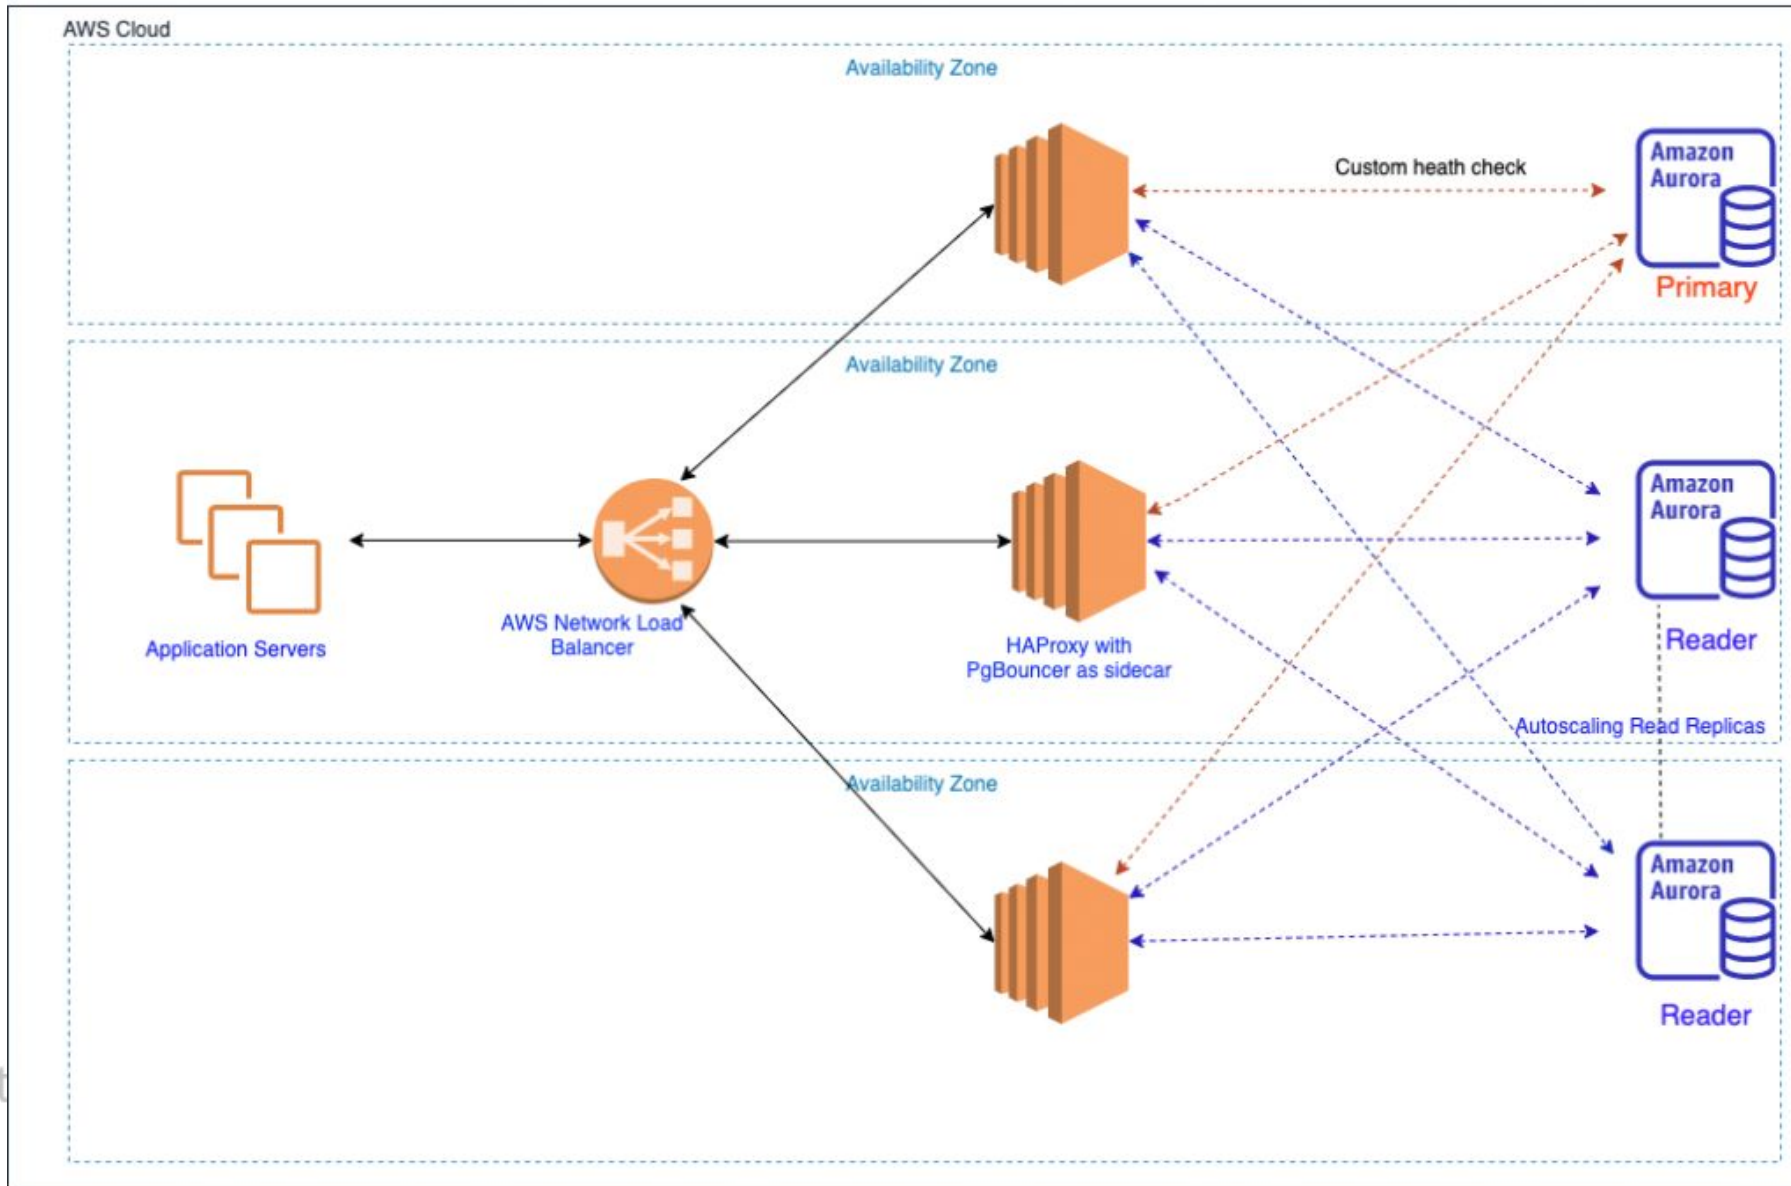 AWS Cloud
Availability Zone
Custom heath check
Amazon
Aurora
Primary
Availability Zone
Amazon
Aurora
Reader
Application Servers
AWS Network Load
Balancer
HAProxy with
PgBouncer as sidecar
Autoscaling Read Replicas
Availability Zone
Amazon
Aurora
Reader
t